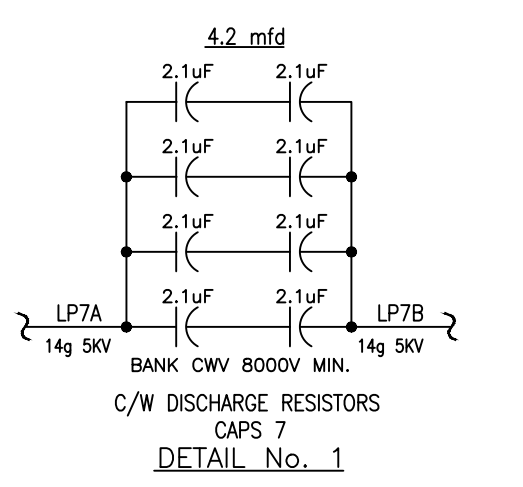 4.2 mfd
2.1uF 2.1uF
2.1uF 2.1uF
2.1uF 2.1uF
2.1uF 2.1uF
LP7A LP7B
14g 5KV 14g 5KV
BANK CWV 8000V MIN.
C/W DISCHARGE RESISTORS
CAPS 7
DETAIL No. 1